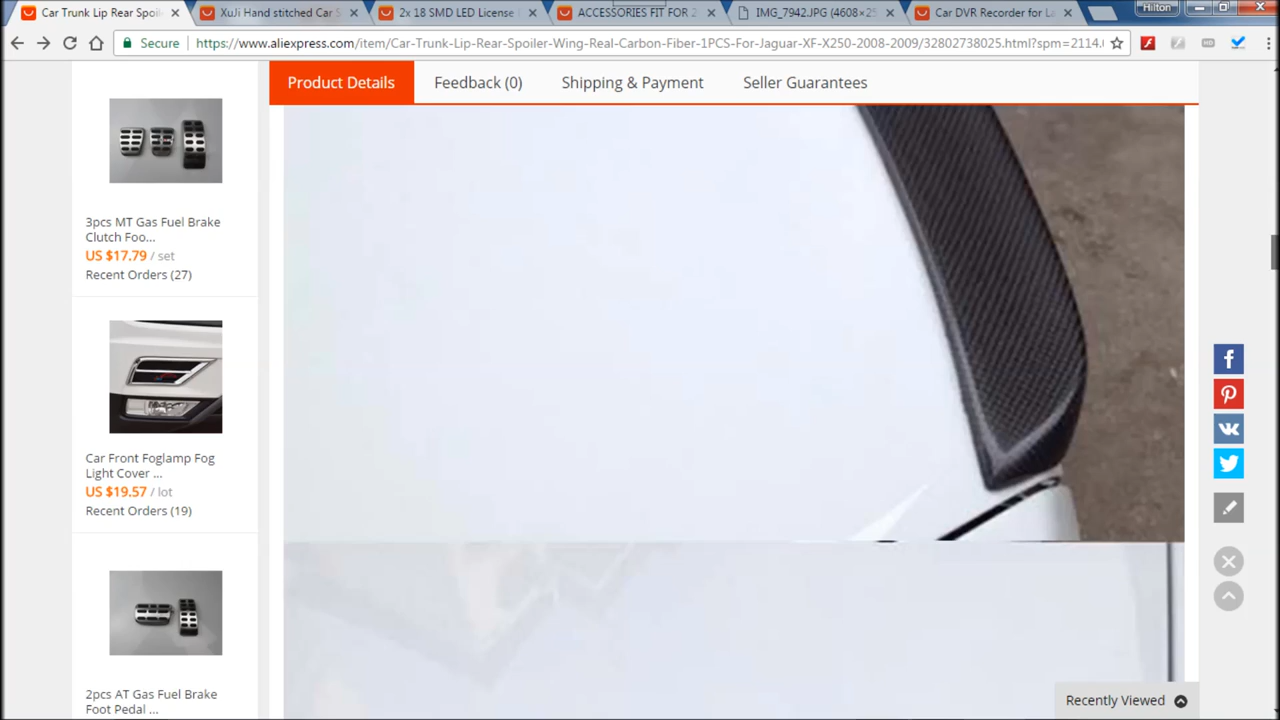 Car Trunk Lip Rear Spoil
XuJi Hand stitched Car S
2x 18 SMD LED License
ACCESSORIES FIT FOR 2
IMG_7942.JPG (4608×25
Car DVR Recorder for La
Hilton
Secure
https://www.aliexpress.com/item/Car-Trunk-Lip-Rear-Spoiler-Wing-Real-Carbon-Fiber-1PCS-For-Jaguar-XF-X250-2008-2009/32802738025.html?spm=2114.
Product Details
Feedback (0)
Shipping & Payment
Seller Guarantees
3pcs MT Gas Fuel Brake
Clutch Foo...
US $17.79 / set
Recent Orders (27)
Car Front Foglamp Fog
Light Cover ...
US $19.57 / lot
Recent Orders (19)
2pcs AT Gas Fuel Brake
Foot Pedal ...
Recently Viewed